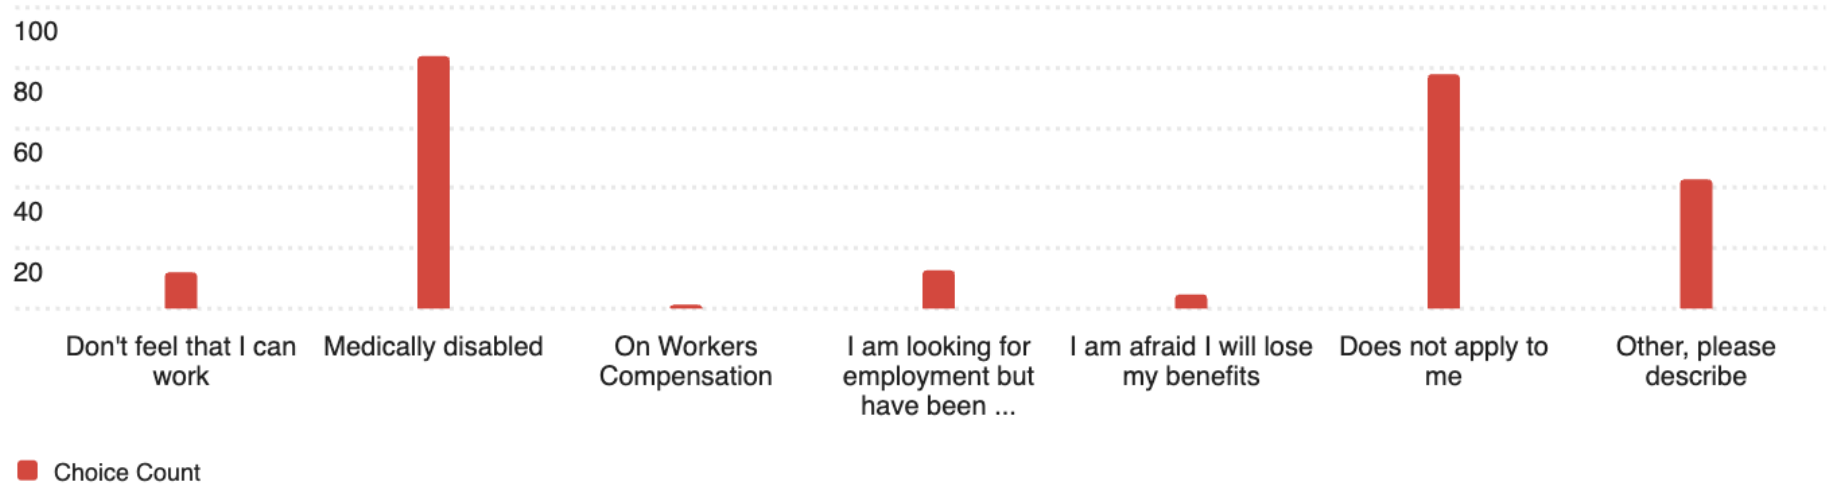 100
80
60
40
20
Don't feel that I can
work
Medically disabled
On Workers
Compensation
I am looking for
employment but
have been ...
I am afraid I will lose
my benefits
Does not apply to
me
Other, please
describe
Choice Count